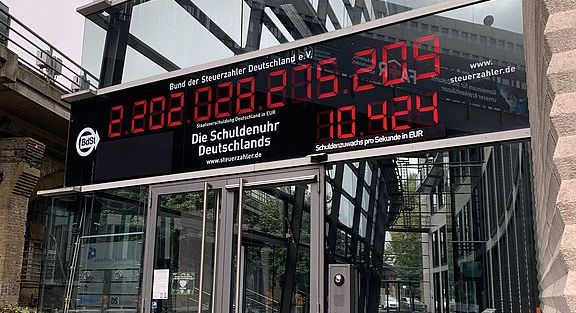 Bund der Steuerzahler Deutschland e.V.
2.202.028.275.209
Staatsverschuldung Deutschland in EUR
BdSt
Die Schuldenuhr
Deutschlands
www.steuerzahler.de
10.424
Schuldenzuwachs pro Sekunde in EUR
www.
steuerzahler.de